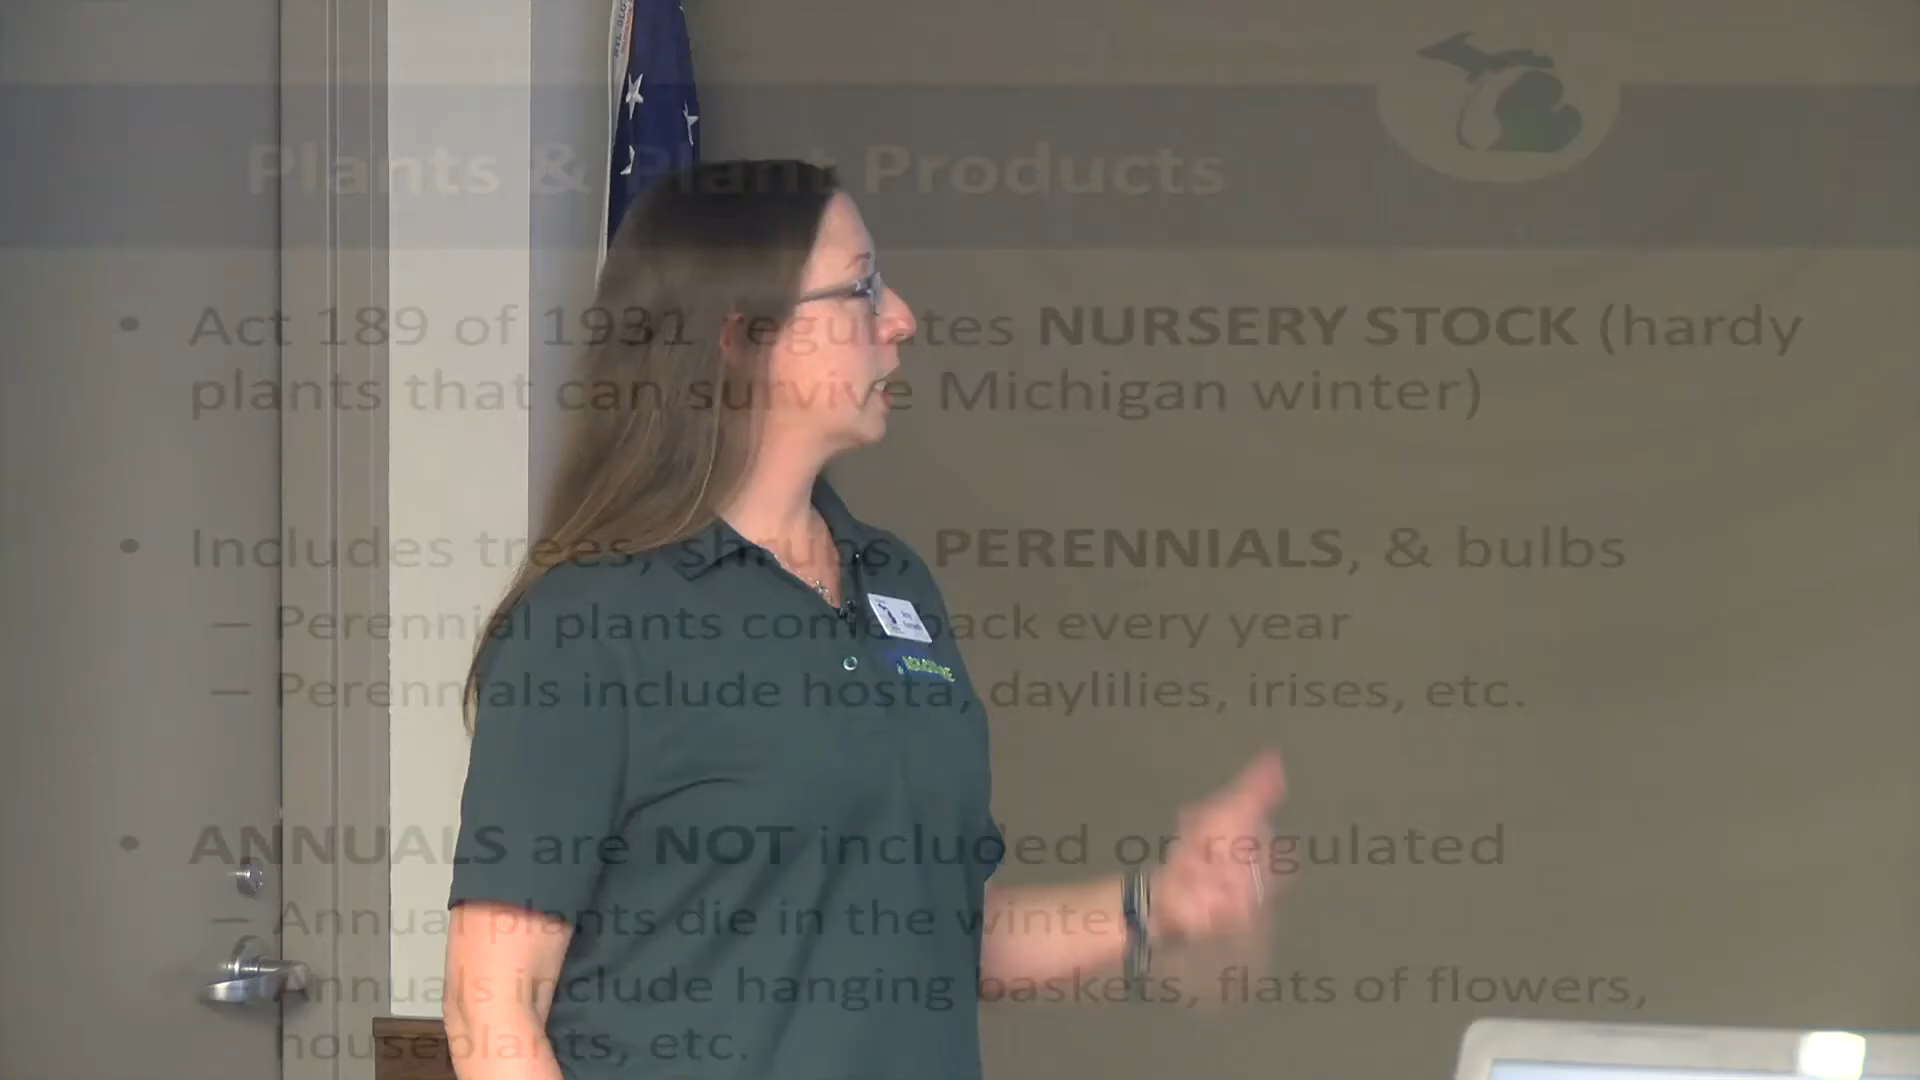 Plants & Plant Products
• Act 189 of 1931 regulates NURSERY STOCK (hardy
plants that can survive Michigan winter)
• Includes trees, shrubs, PERENNIALS, & bulbs
— Perennial plants come back every year
— Perennials include hosta, daylilies, irises, etc.
• ANNUALS are NOT included or regulated
— Annual plants die in the winter
— Annuals include hanging baskets, flats of flowers,
houseplants, etc.